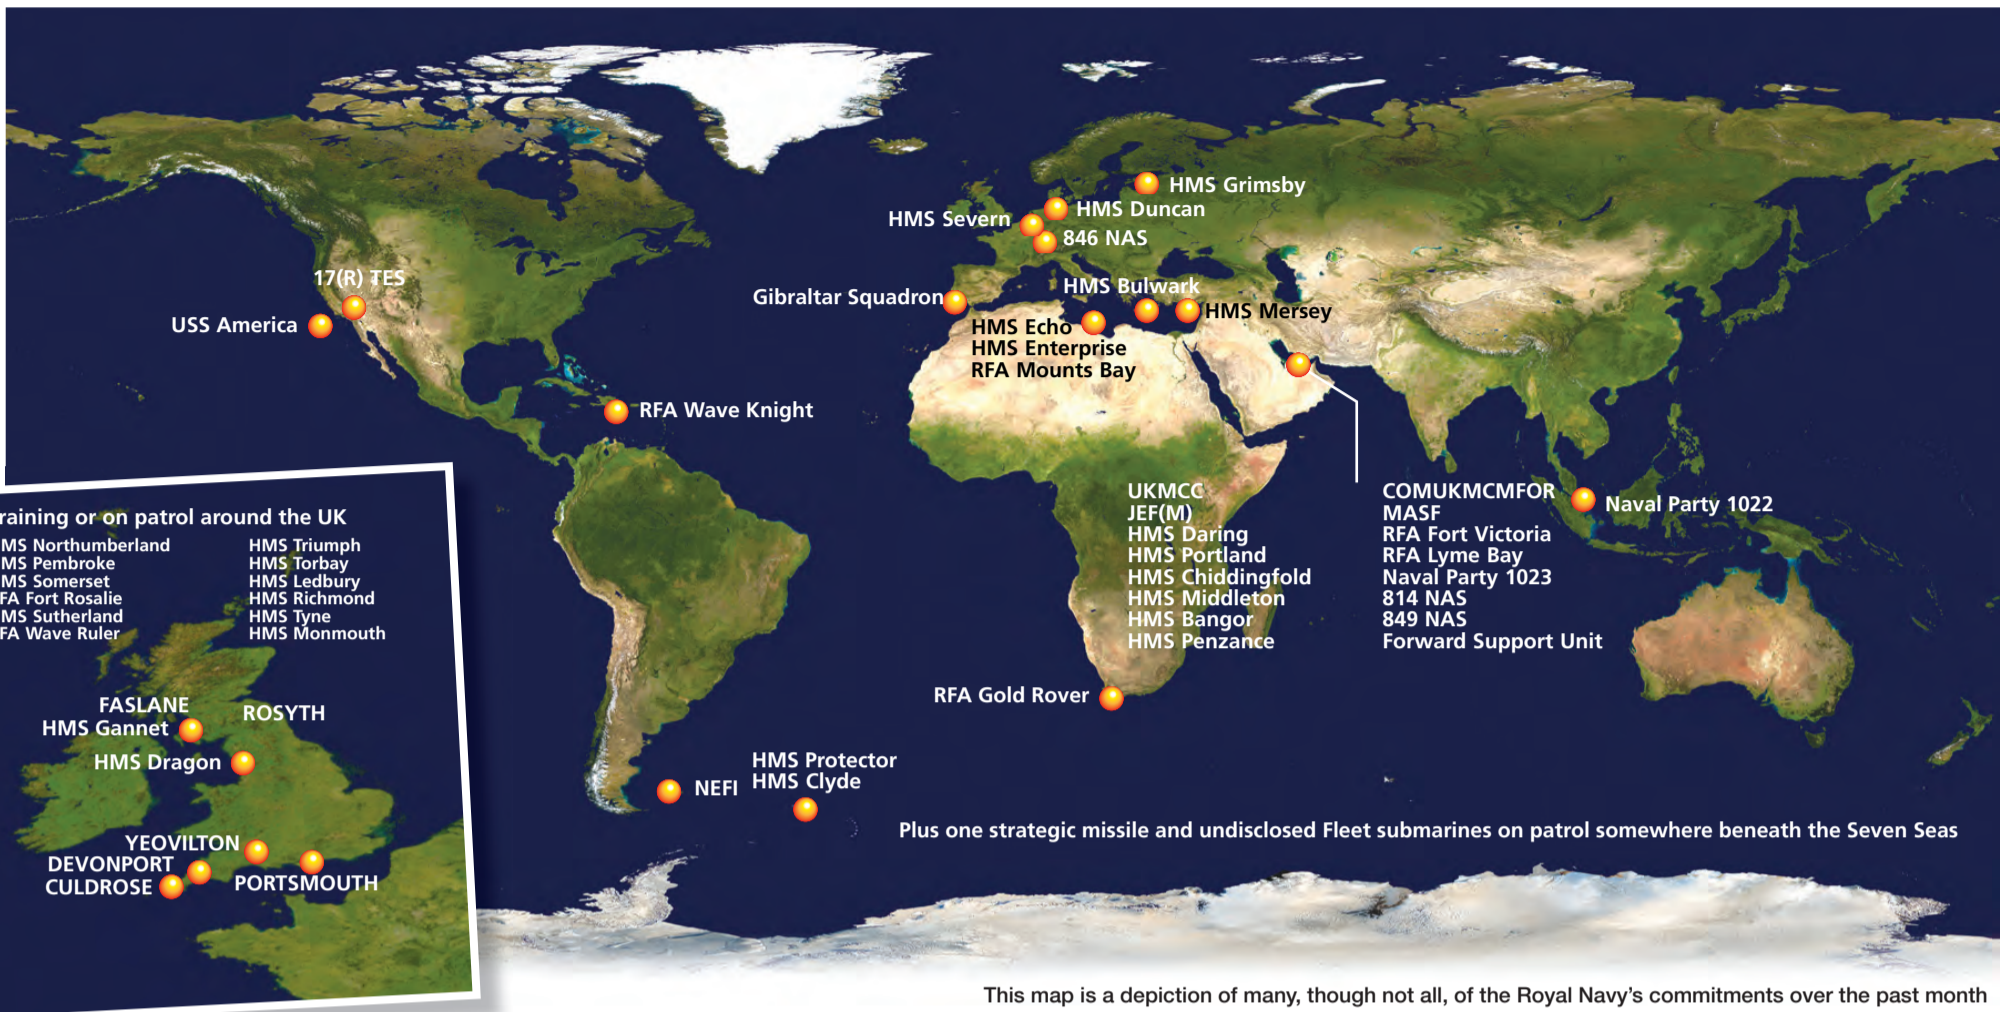 HMS Grimsby
HMS Duncan
HMS Severn
846 NAS
17(R) TES
HMS Bulwark
Gibraltar Squadron
HMS Mersey
USS America
HMS Echo
HMS Enterprise
RFA Mounts Bay
RFA Wave Knight
UKMCC
JEF(M)
HMS Daring
HMS Portland
HMS Chiddingfold
HMS Middleton
HMS Bangor
HMS Penzance
COMUKMCMFOR
MASF
RFA Fort Victoria
RFA Lyme Bay
Naval Party 1023
814 NAS
849 NAS
Forward Support Unit
Naval Party 1022
raining or on patrol around the UK
MS Northumberland
MS Pembroke
MS Somerset
FA Fort Rosalie
MS Sutherland
FA Wave Ruler
HMS Triumph
HMS Torbay
HMS Ledbury
HMS Richmond
HMS Tyne
HMS Monmouth
FASLANE
HMS Gannet
ROSYTH
HMS Dragon
YEOVILTON
DEVONPORT
CULDROSE
PORTSMOUTH
RFA Gold Rover
NEFI
HMS Protector
HMS Clyde
Plus one strategic missile and undisclosed Fleet submarines on patrol somewhere beneath the Seven Seas
This map is a depiction of many, though not all, of the Royal Navy's commitments over the past month